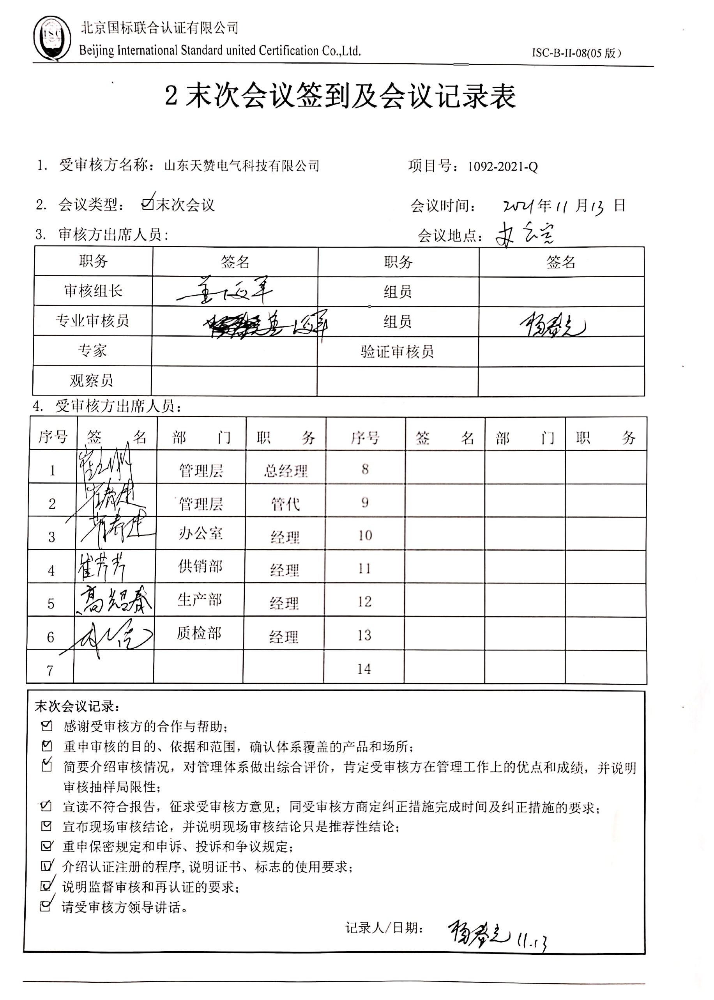 ISC
北京国标联合认证有限公司
Beijing International Standard united Certification Co.,Ltd.
ISC-B-II-08(05 版)
2 末次会议签到及会议记录表
1. 受审核方名称：山东天赞电气科技有限公司 项目号：1092-2021-Q
2. 会议类型： ☑末次会议 会议时间： 2021年 11 月 13 日
3. 审核方出席人员： 会议地点：办公室
职务 签名 职务 签名
审核组长 组员
专业审核员 组员 杨春光
专家 验证审核员
观察员
4. 受审核方出席人员：
序号 签 名 部 门 职 务 序号 签 名 部 门 职 务
1 管理层 总经理 8
2 管理层 管代 9
3 办公室 经理 10
4 崔芹芹 供销部 经理 11
5 高绍春 生产部 经理 12
6 质检部 经理 13
7 14
末次会议记录：
☑ 感谢受审核方的合作与帮助；
☑ 重申审核的目的、依据和范围，确认体系覆盖的产品和场所；
☑ 简要介绍审核情况，对管理体系做出综合评价，肯定受审核方在管理工作上的优点和成绩，并说明
审核抽样局限性；
☑ 宣读不符合报告，征求受审核方意见；同受审核方商定纠正措施完成时间及纠正措施的要求；
☑ 宣布现场审核结论，并说明现场审核结论只是推荐性结论；
☑ 重申保密规定和申诉、投诉和争议规定；
☑ 介绍认证注册的程序,说明证书、标志的使用要求；
☑ 说明监督审核和再认证的要求；
☑ 请受审核方领导讲话。
记录人/日期： 杨春光 11.13